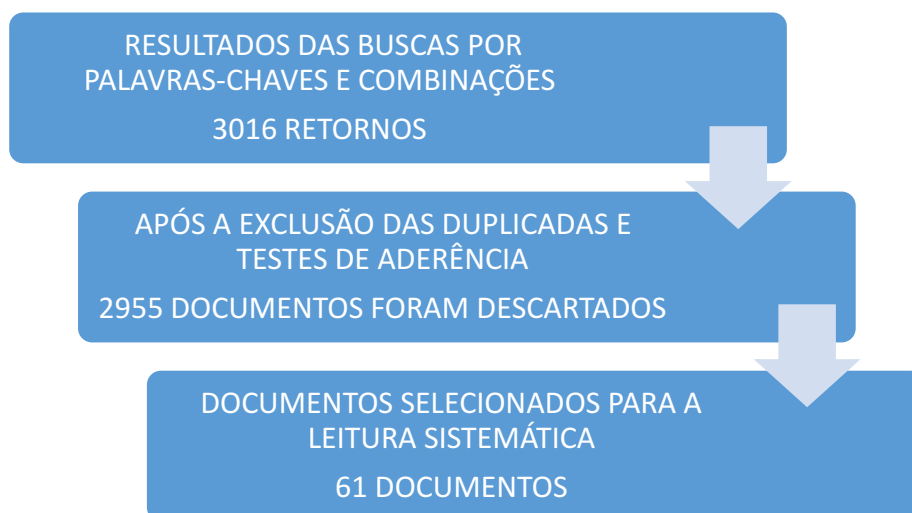 RESULTADOS DAS BUSCAS POR
PALAVRAS-CHAVES E COMBINAÇÕES
3016 RETORNOS
APÓS A EXCLUSÃO DAS DUPLICADAS E
TESTES DE ADERÊNCIA
2955 DOCUMENTOS FORAM DESCARTADOS
DOCUMENTOS SELECIONADOS PARA A
LEITURA SISTEMÁTICA
61 DOCUMENTOS